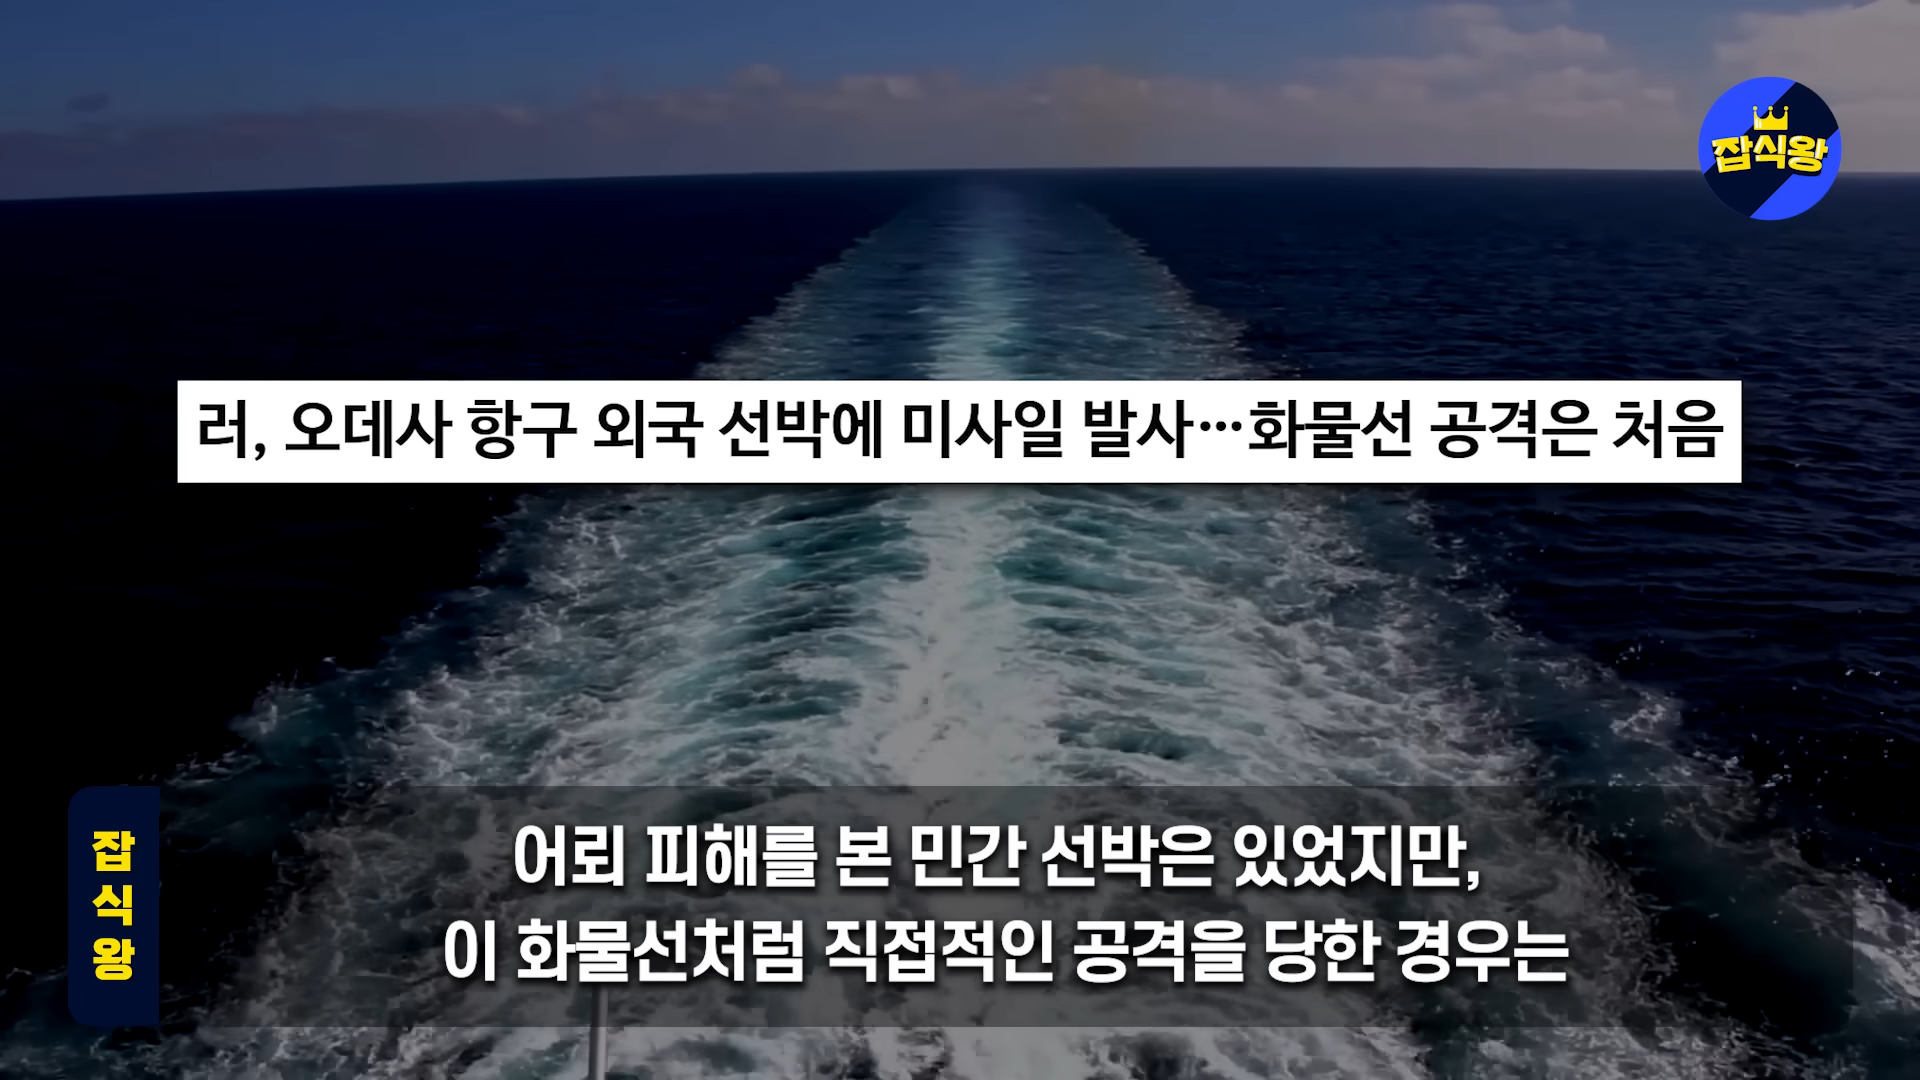 잡식왕
러, 오데사 항구 외국 선박에 미사일 발사…화물선 공격은 처음
잡식왕
어뢰 피해를 본 민간 선박은 있었지만,
이 화물선처럼 직접적인 공격을 당한 경우는